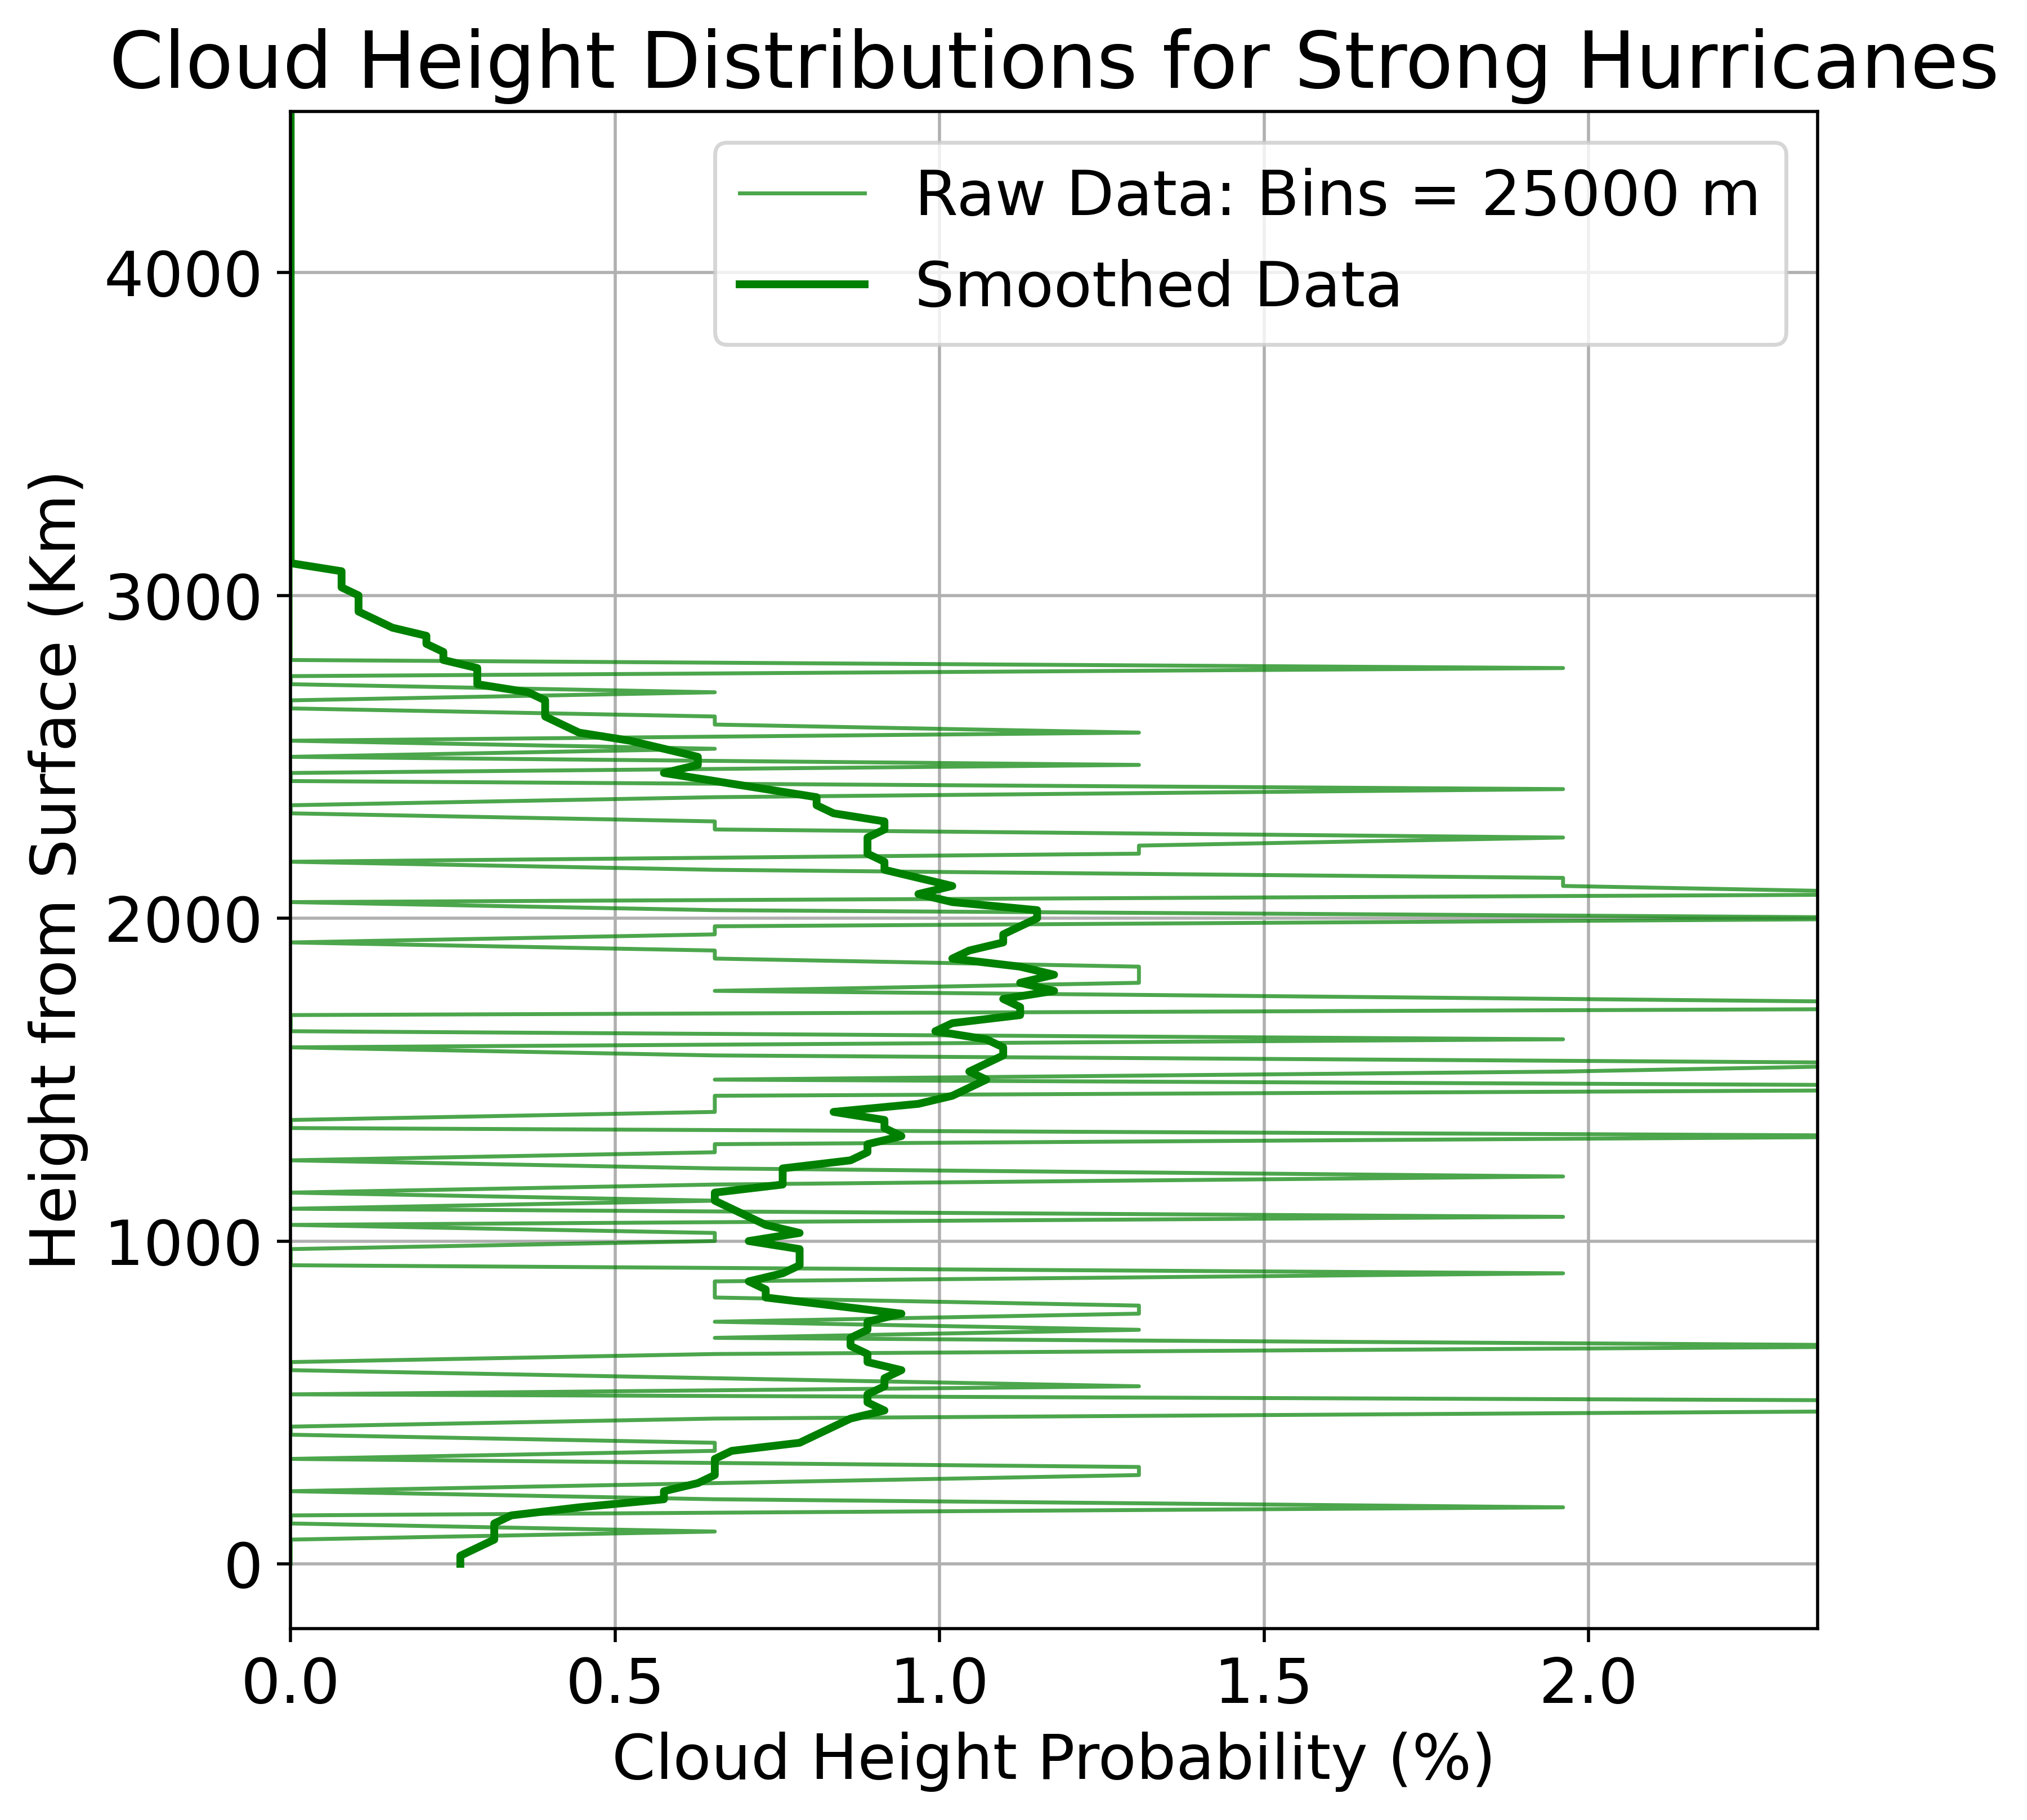 Cloud Height Distributions for Strong Hurricanes
Raw Data: Bins = 25000 m
Smoothed Data
Height from Surface (Km)
4000
3000
2000
1000
0
0.0 0.5 1.0 1.5 2.0
Cloud Height Probability (%)